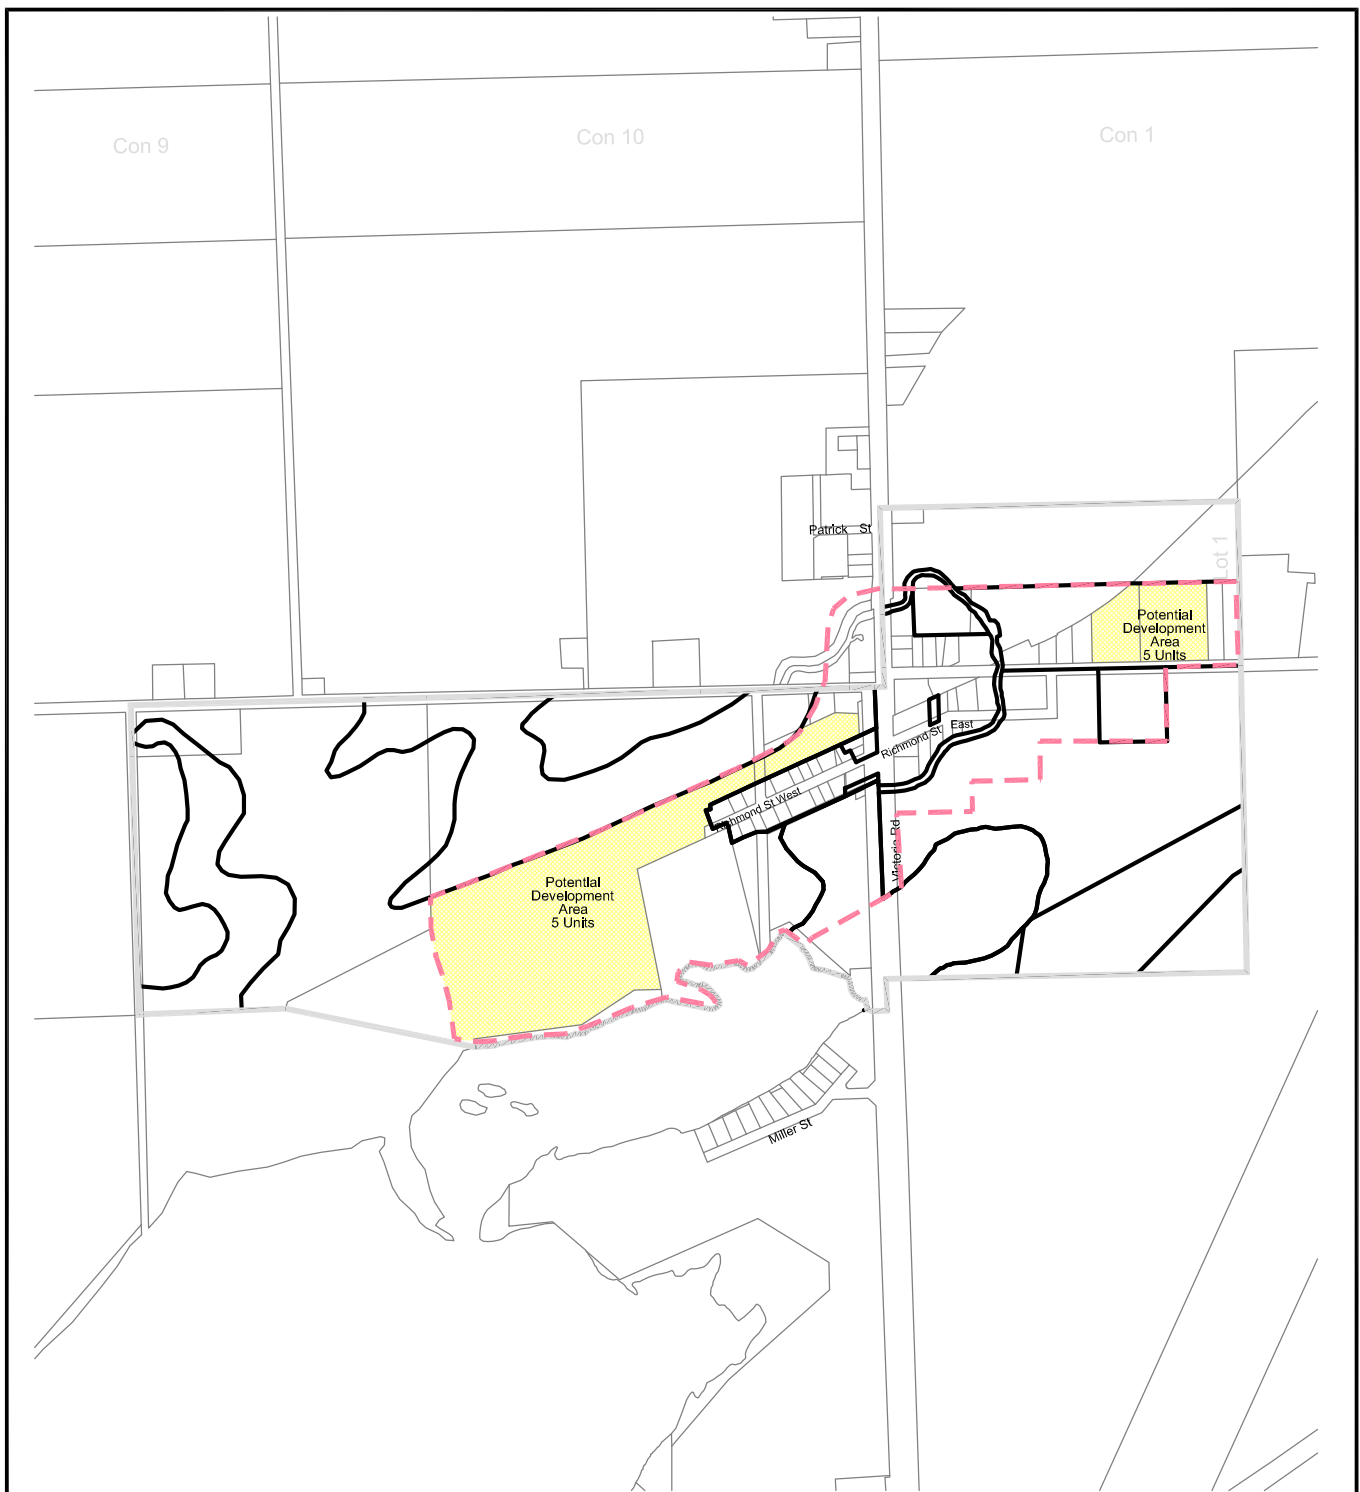 Con 9
Con 10
Con 1
Patrick St
Lot 1
Potential
Development
Area
5 Units
Richmond St East
Richmond St West
Victoria Rd
Potential
Development
Area
5 Units
Miller St